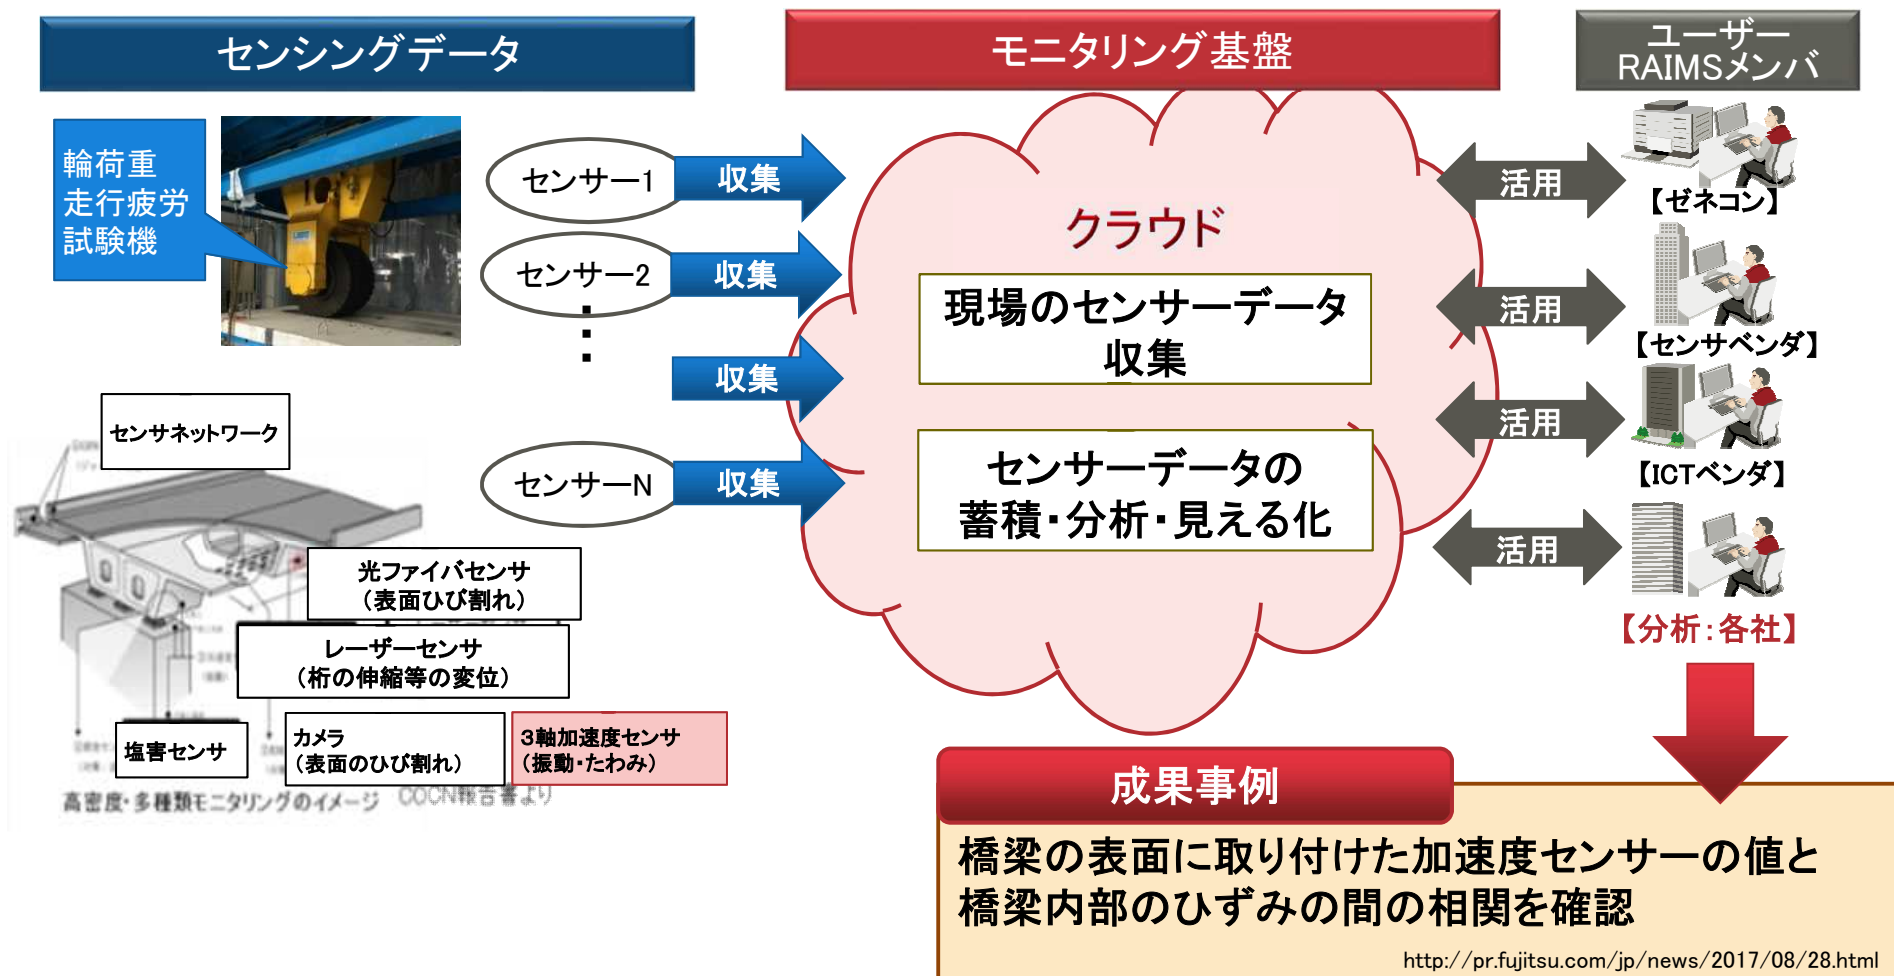 センシングデータ
モニタリング基盤
ユーザー
RAIMSメンバ
輪荷重
走行疲労
試験機
センサー1
収集
センサー2
収集
収集
センサーN
収集
センサネットワーク
光ファイバセンサ
（表面ひび割れ）
レーザーセンサ
（桁の伸縮等の変位）
塩害センサ
カメラ
（表面のひび割れ）
3軸加速度センサ
（振動・たわみ）
高密度・多種類モニタリングのイメージ
COCN報告書より
クラウド
現場のセンサーデータ
収集
センサーデータの
蓄積・分析・見える化
活用
【ゼネコン】
活用
【センサベンダ】
活用
【ICTベンダ】
活用
【分析：各社】
成果事例
橋梁の表面に取り付けた加速度センサーの値と
橋梁内部のひずみの間の相関を確認
http://pr.fujitsu.com/jp/news/2017/08/28.html